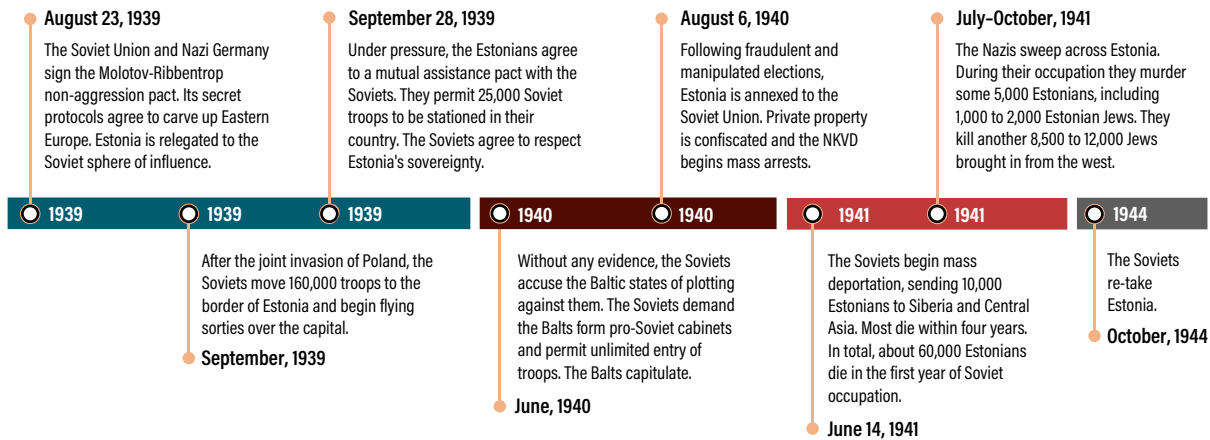 August 23, 1939
The Soviet Union and Nazi Germany
sign the Molotov-Ribbentrop
non-aggression pact. Its secret
protocols agree to carve up Eastern
Europe. Estonia is relegated to the
Soviet sphere of influence.
September 28, 1939
Under pressure, the Estonians agree
to a mutual assistance pact with the
Soviets. They permit 25,000 Soviet
troops to be stationed in their
country. The Soviets agree to respect
Estonia's sovereignty.
August 6, 1940
Following fraudulent and
manipulated elections,
Estonia is annexed to the
Soviet Union. Private property
is confiscated and the NKVD
begins mass arrests.
July–October, 1941
The Nazis sweep across Estonia.
During their occupation they murder
some 5,000 Estonians, including
1,000 to 2,000 Estonian Jews. They
kill another 8,500 to 12,000 Jews
brought in from the west.
1939
1939
1939
1940
1940
1941
1941
1944
After the joint invasion of Poland, the
Soviets move 160,000 troops to the
border of Estonia and begin flying
sorties over the capital.
September, 1939
Without any evidence, the Soviets
accuse the Baltic states of plotting
against them. The Soviets demand
the Balts form pro-Soviet cabinets
and permit unlimited entry of
troops. The Balts capitulate.
June, 1940
The Soviets begin mass
deportation, sending 10,000
Estonians to Siberia and Central
Asia. Most die within four years.
In total, about 60,000 Estonians
die in the first year of Soviet
occupation.
June 14, 1941
The Soviets
re-take
Estonia.
October, 1944